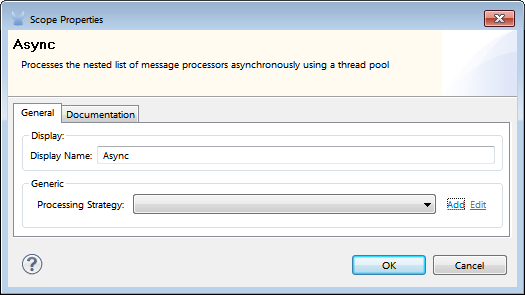 Scope Properties
Async
Processes the nested list of message processors asynchronously using a thread pool
General Documentation
Display:
Display Name: Async
Generic
Processing Strategy: Add Edit
? OK Cancel